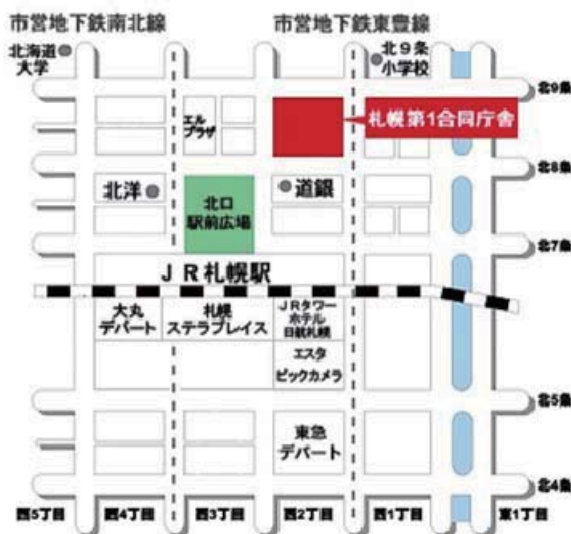 市営地下鉄南北線
市営地下鉄東豊線
北海道
大学
北9条
小学校
北9条
エル
プラザ
札幌第1合同庁舎
北8条
北洋
北口
駅前広場
道銀
北7条
JR札幌駅
大丸
デパート
札幌
ステラプレイス
JRタワー
ホテル
日航札幌
エスタ
ビックカメラ
北5条
東急
デパート
北4条
西5丁目
西4丁目
西3丁目
西2丁目
西1丁目
東1丁目